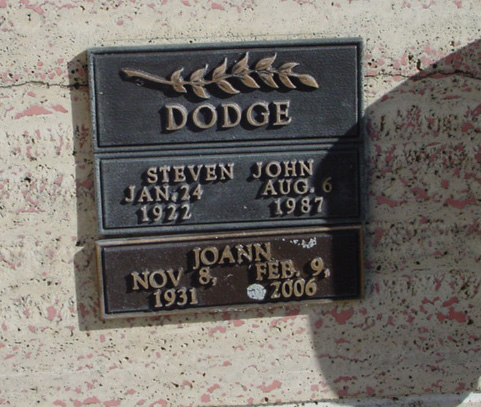 DODGE
STEVEN JOHN
JAN. 24 AUG. 6
1922 1987
JOANN
NOV 8, FEB. 9,
1931 2006